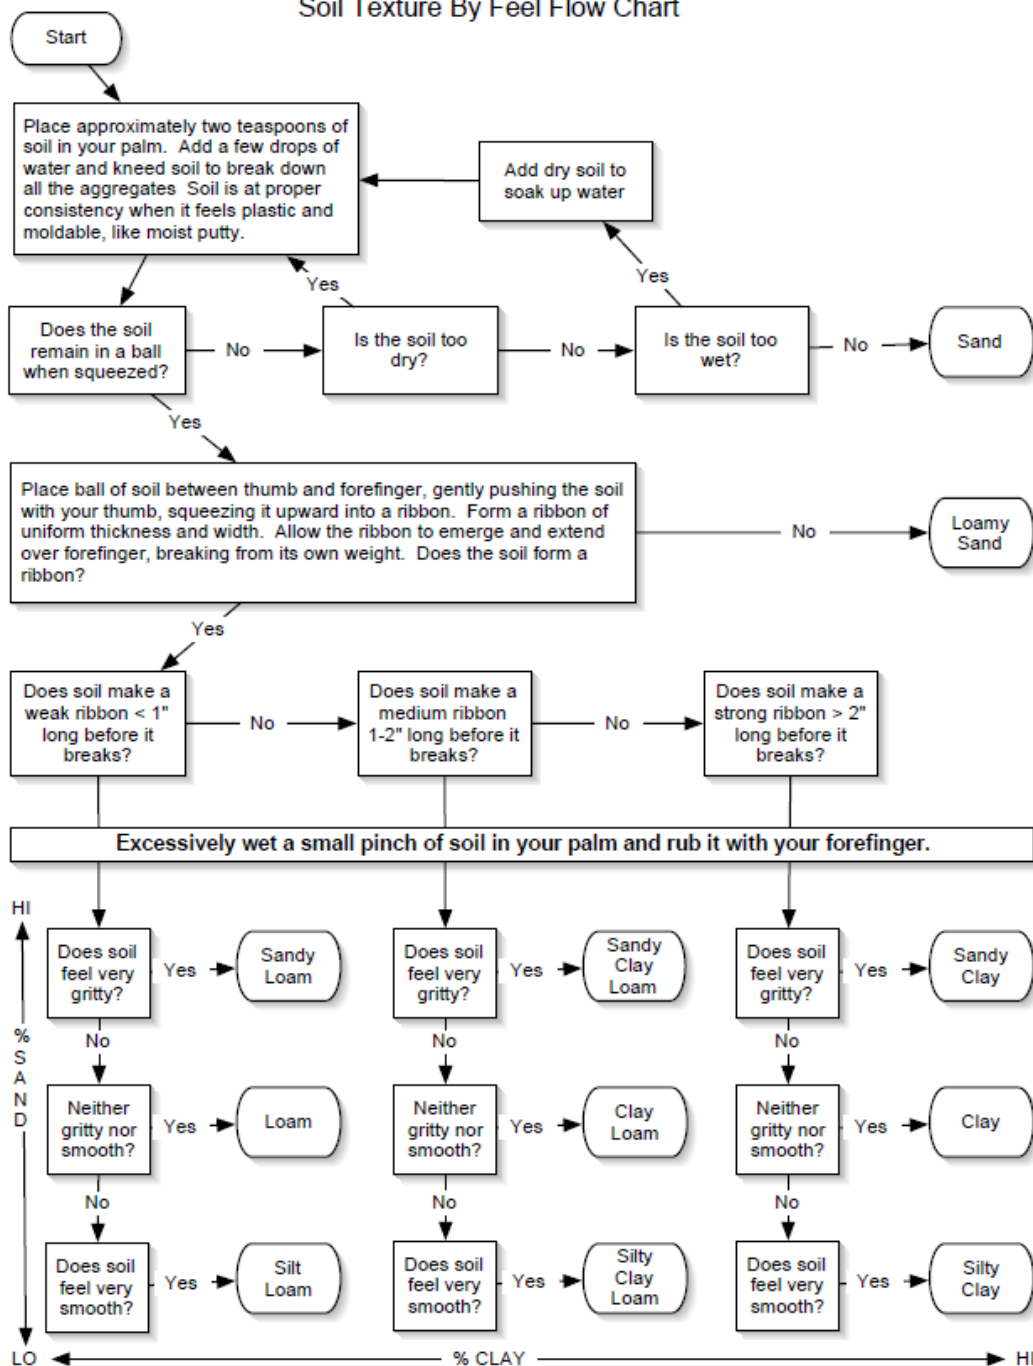 Soil Texture By Feel Flow Chart
Start
Place approximately two teaspoons of
soil in your palm. Add a few drops of
water and kneed soil to break down
all the aggregates Soil is at proper
consistency when it feels plastic and
moldable, like moist putty.
Add dry soil to
soak up water
Yes
Yes
Does the soil
remain in a ball
when squeezed?
No
Is the soil too
dry?
No
Is the soil too
wet?
No
Sand
Yes
Place ball of soil between thumb and forefinger, gently pushing the soil
with your thumb, squeezing it upward into a ribbon. Form a ribbon of
uniform thickness and width. Allow the ribbon to emerge and extend
over forefinger, breaking from its own weight. Does the soil form a
ribbon?
No
Loamy
Sand
Yes
Does soil make a
weak ribbon < 1"
long before it
breaks?
No
Does soil make a
medium ribbon
1-2" long before it
breaks?
No
Does soil make a
strong ribbon > 2"
long before it
breaks?
Excessively wet a small pinch of soil in your palm and rub it with your forefinger.
HI
% SAND
Does soil
feel very
gritty?
Yes
Sandy
Loam
Does soil
feel very
gritty?
Yes
Sandy
Clay
Loam
Does soil
feel very
gritty?
Yes
Sandy
Clay
No
No
No
Neither
gritty nor
smooth?
Yes
Loam
Neither
gritty nor
smooth?
Yes
Clay
Loam
Neither
gritty nor
smooth?
Yes
Clay
No
No
No
Does soil
feel very
smooth?
Yes
Silt
Loam
Does soil
feel very
smooth?
Yes
Silty
Clay
Loam
Does soil
feel very
smooth?
Yes
Silty
Clay
LO
% CLAY
HI